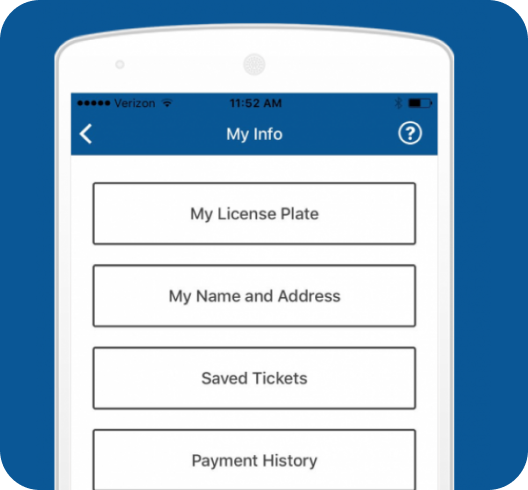 Verizon 11:52 AM
My Info ?
My License Plate
My Name and Address
Saved Tickets
Payment History